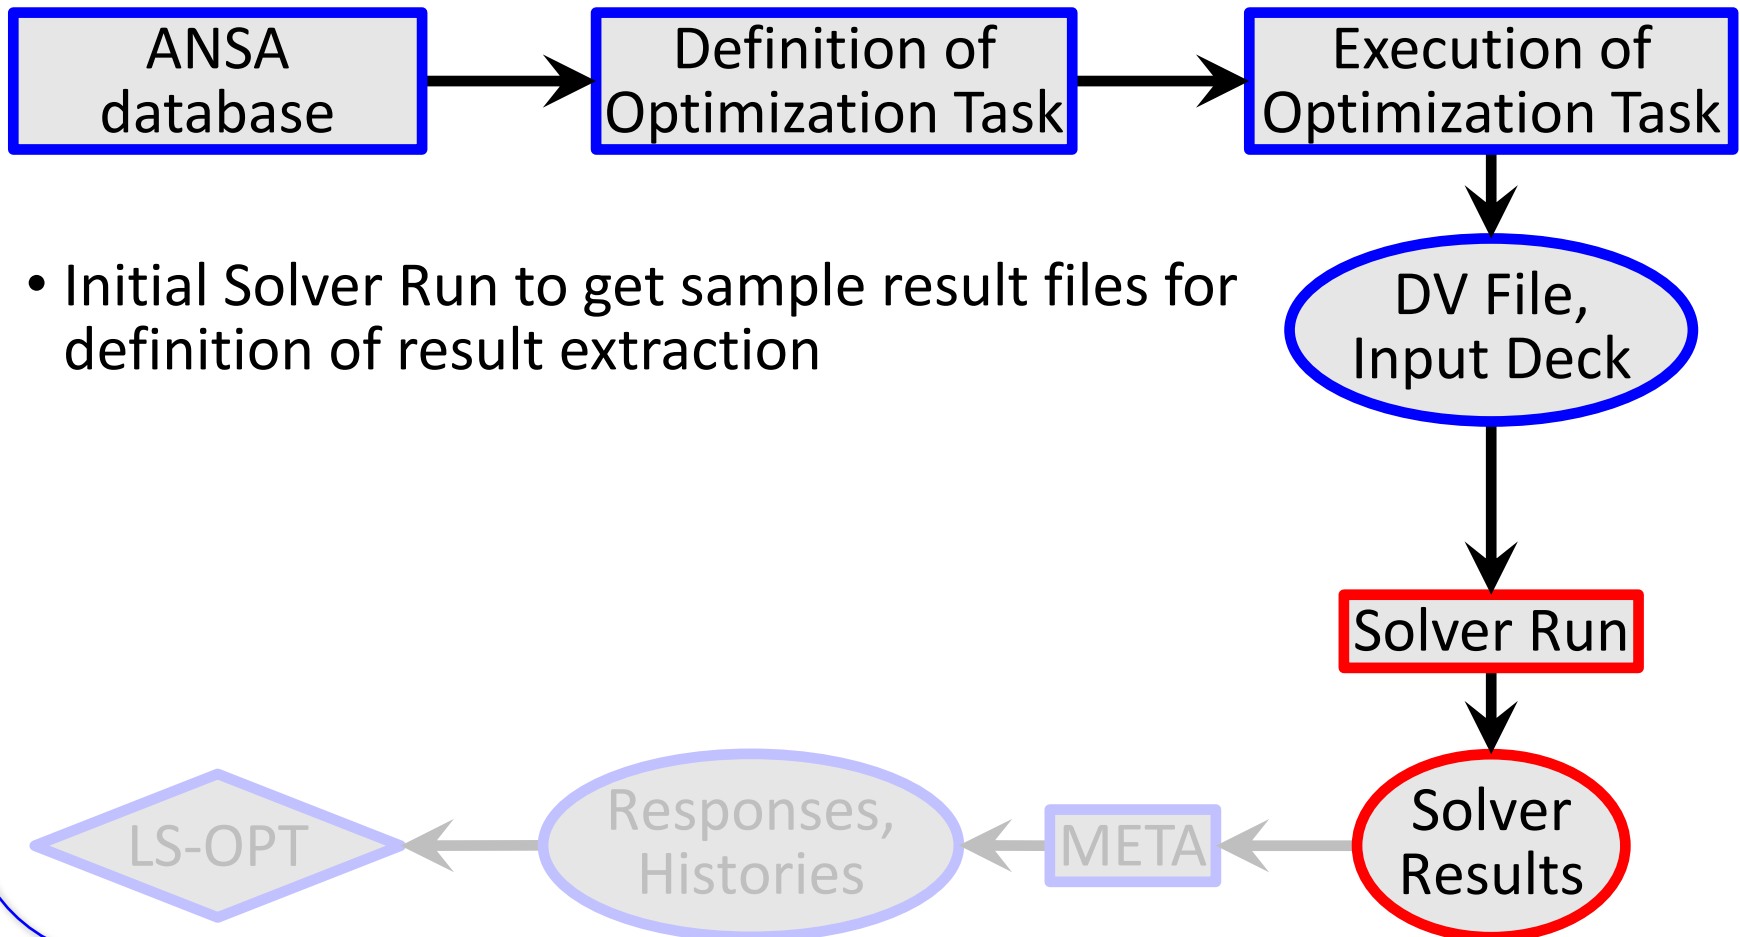 ANSA
database
Definition of
Optimization Task
Execution of
Optimization Task
• Initial Solver Run to get sample result files for
definition of result extraction
DV File,
Input Deck
Solver Run
LS-OPT
Responses,
Histories
META
Solver
Results